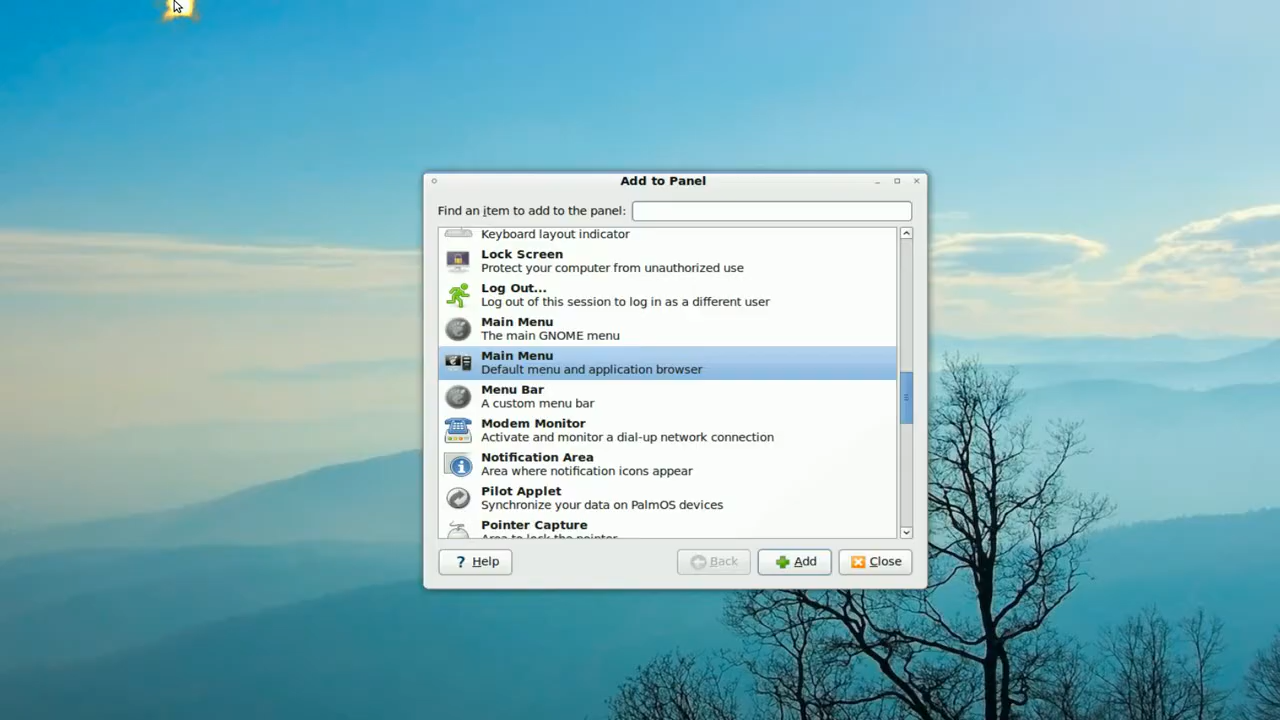 Add to Panel
Find an item to add to the panel:
Keyboard layout indicator
Lock Screen
Protect your computer from unauthorized use
Log Out...
Log out of this session to log in as a different user
Main Menu
The main GNOME menu
Main Menu
Default menu and application browser
Menu Bar
A custom menu bar
Modem Monitor
Activate and monitor a dial-up network connection
Notification Area
Area where notification icons appear
Pilot Applet
Synchronize your data on PalmOS devices
Pointer Capture
Area to lock the pointer
Help Back Add Close